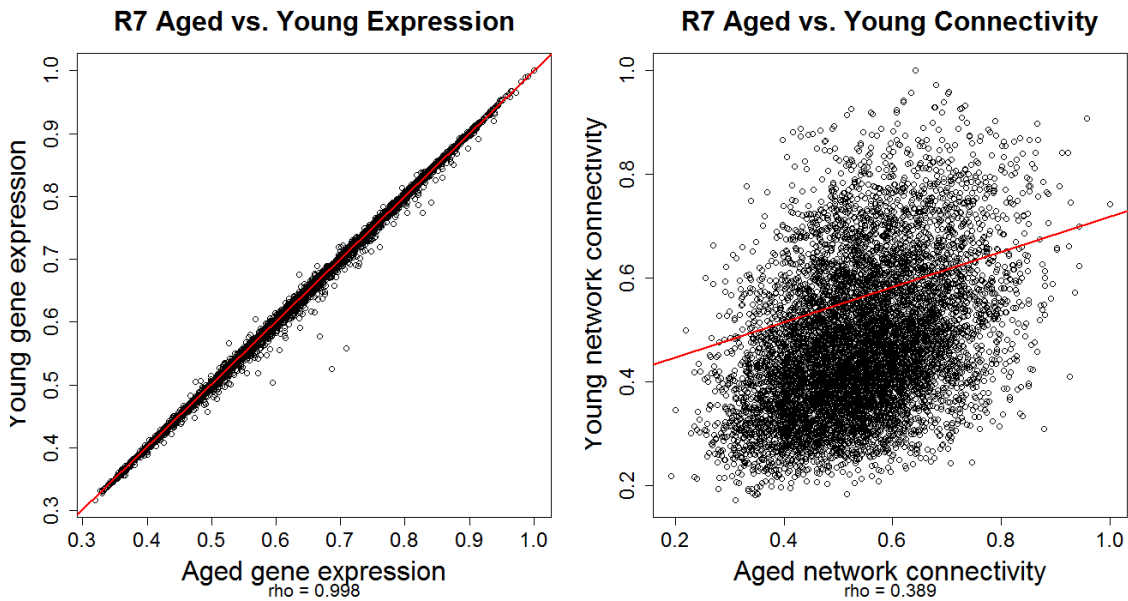 R7 Aged vs. Young Expression
Young gene expression
1.0
0.9
0.8
0.7
0.6
0.5
0.4
0.3
0.3 0.4 0.5 0.6 0.7 0.8 0.9 1.0
Aged gene expression
rho = 0.998
R7 Aged vs. Young Connectivity
Young network connectivity
1.0
0.8
0.6
0.4
0.2
0.2 0.4 0.6 0.8 1.0
Aged network connectivity
rho = 0.389